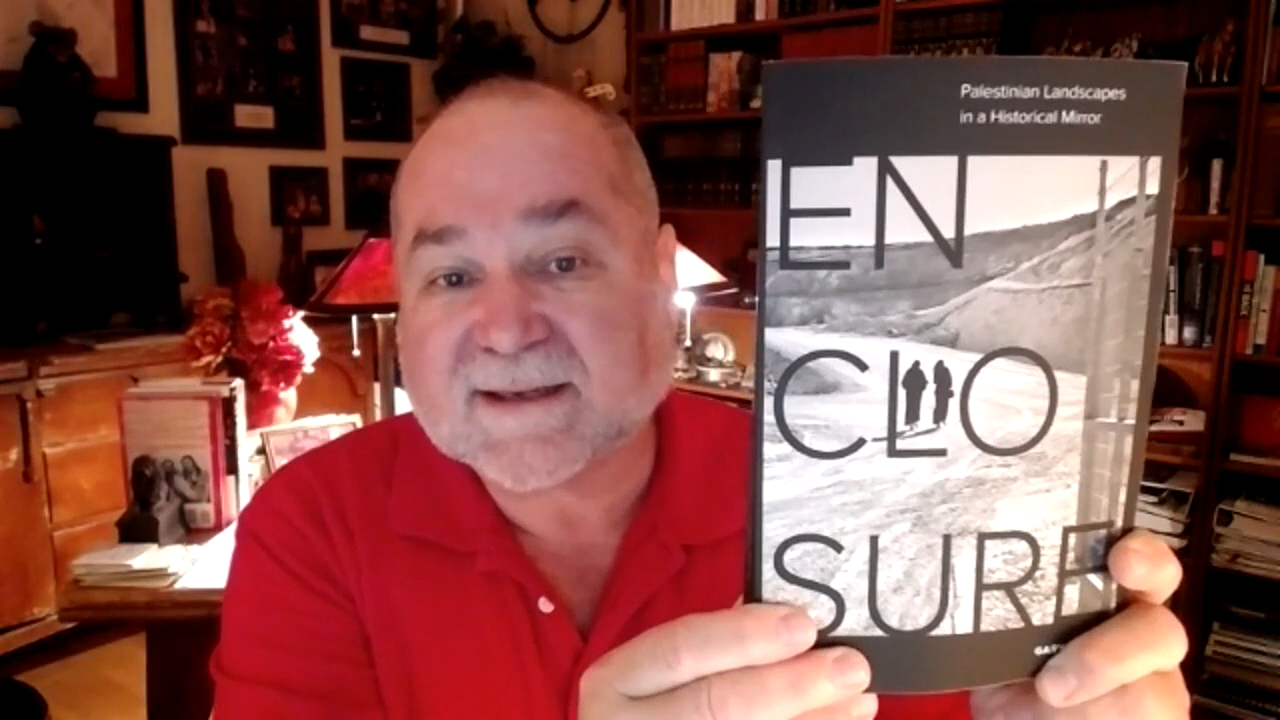 Palestinian Landscapes
in a Historical Mirror
EN
CLO
SURE